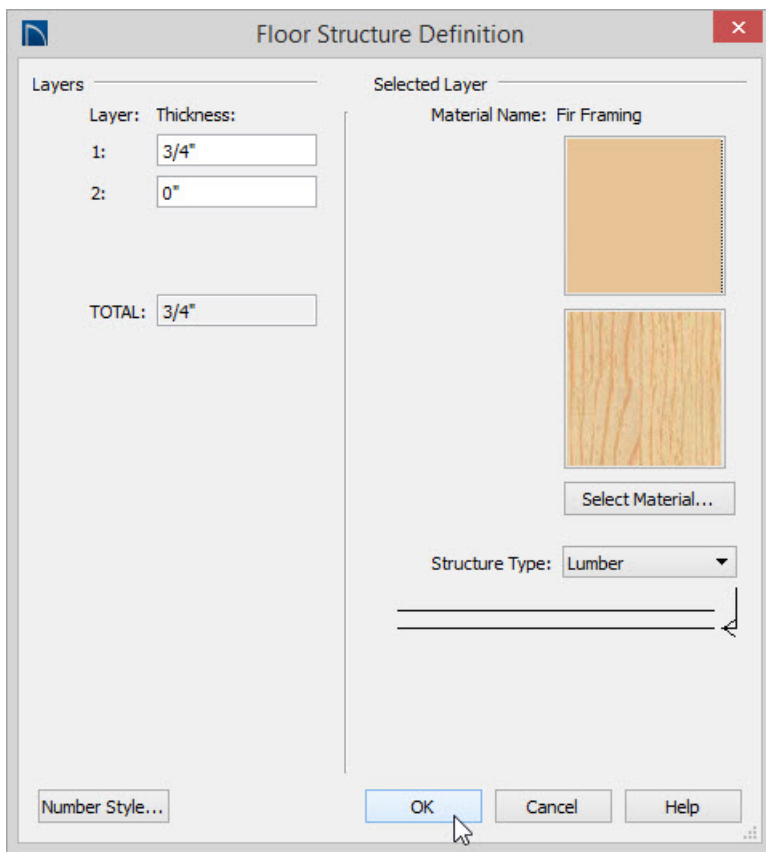 Floor Structure Definition
Layers
Layer: Thickness:
1: 3/4"
2: 0"
TOTAL: 3/4"
Selected Layer
Material Name: Fir Framing
Select Material...
Structure Type: Lumber
Number Style...
OK
Cancel
Help